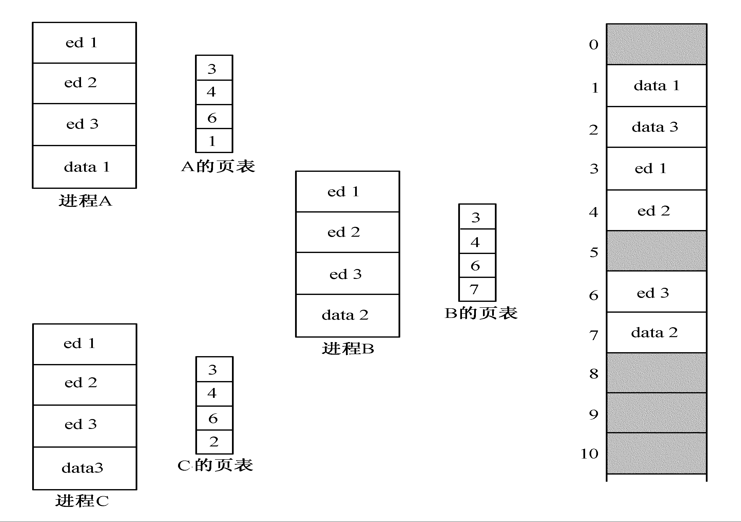 ed 1
ed 2
ed 3
data 1
进程A
3
4
6
1
A的页表
ed 1
ed 2
ed 3
data 2
进程B
3
4
6
7
B的页表
ed 1
ed 2
ed 3
data3
进程C
3
4
6
2
C的页表
0
1 data 1
2 data 3
3 ed 1
4 ed 2
5
6 ed 3
7 data 2
8
9
10